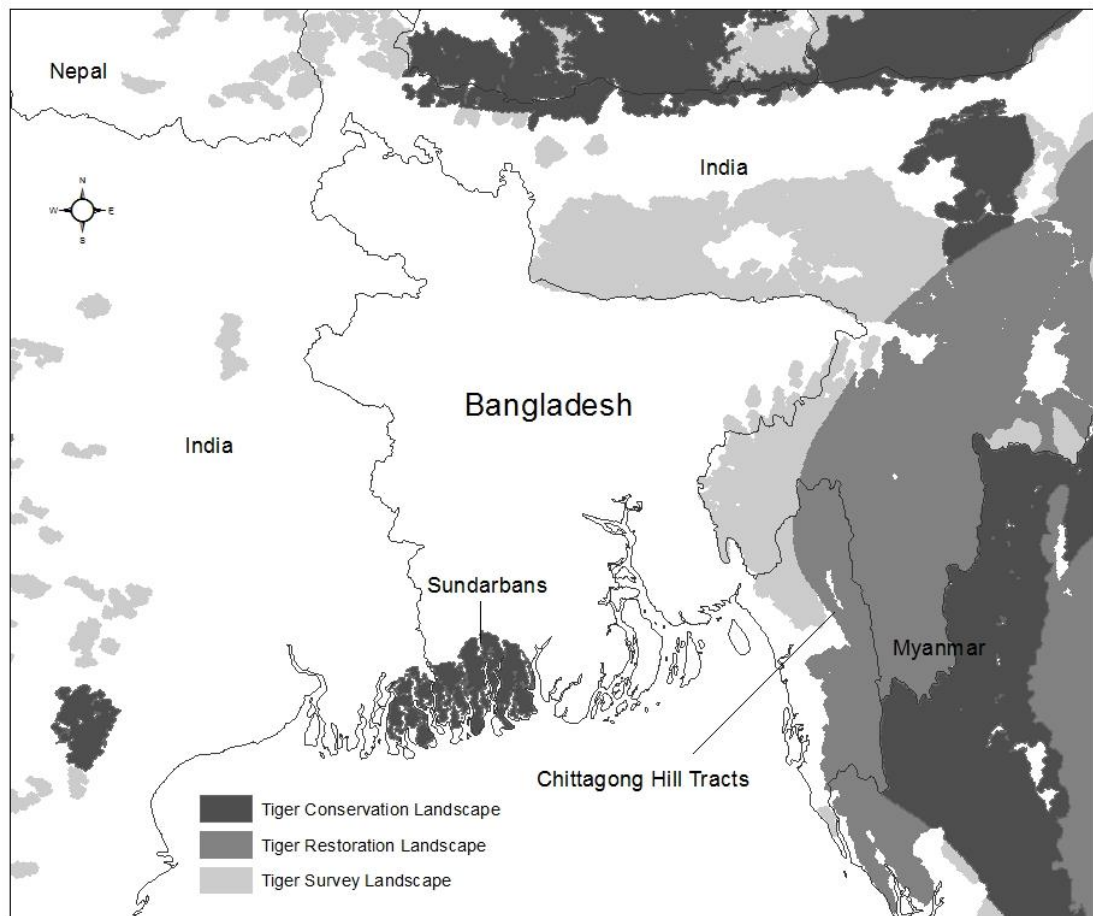 Nepal
India
N
W E
S
Bangladesh
India
Sundarbans
Myanmar
Chittagong Hill Tracts
Tiger Conservation Landscape
Tiger Restoration Landscape
Tiger Survey Landscape